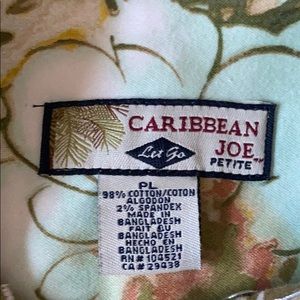 CARIBBEAN
JOE
PETITE™
Let Go
PL
98% COTTON/COTON
ALGODON
2% SPANDEX
MADE IN
BANGLADESH
FAIT AU
BANGLADESH
HECHO EN
BANGLADESH
RN# 104521
CA# 29438